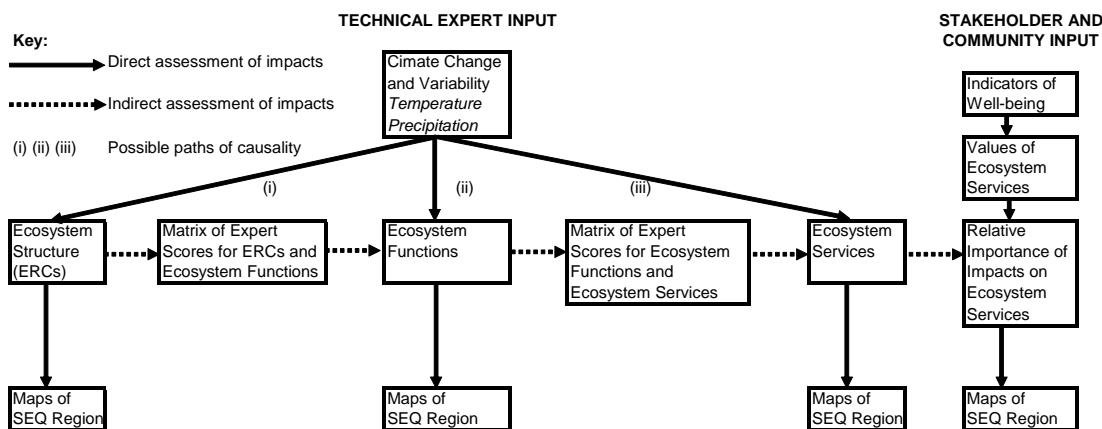 TECHNICAL EXPERT INPUT
STAKEHOLDER AND
COMMUNITY INPUT
Key:
Direct assessment of impacts
Indirect assessment of impacts
(i) (ii) (iii) Possible paths of causality
Cimate Change
and Variability
Temperature
Precipitation
Indicators of
Well-being
Values of
Ecosystem
Services
(i)
(ii)
(iii)
Ecosystem
Structure
(ERCs)
Matrix of Expert
Scores for ERCs and
Ecosystem Functions
Ecosystem
Functions
Matrix of Expert
Scores for Ecosystem
Functions and
Ecosystem Services
Ecosystem
Services
Relative
Importance of
Impacts on
Ecosystem
Services
Maps of
SEQ Region
Maps of
SEQ Region
Maps of
SEQ Region
Maps of
SEQ Region